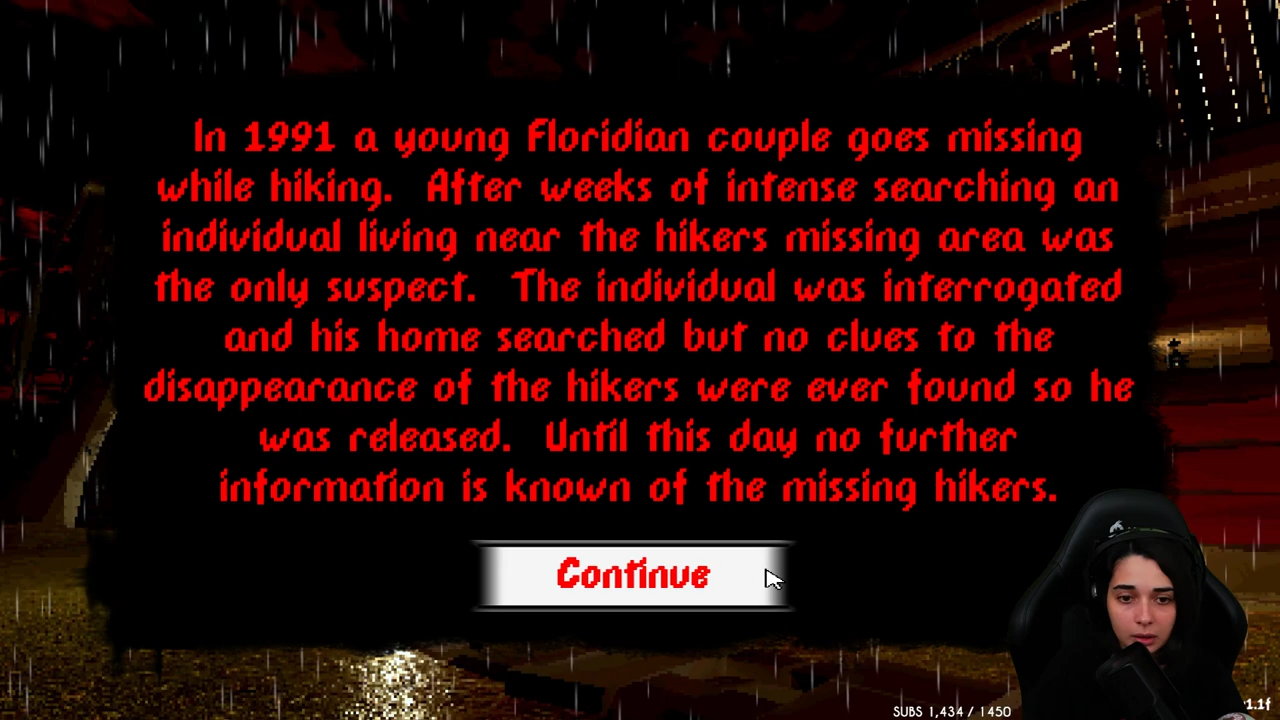 In 1991 a young Floridian couple goes missing
while hiking. After weeks of intense searching an
individual living near the hikers missing area was
the only suspect. The individual was interrogated
and his home searched but no clues to the
disappearance of the hikers were ever found so he
was released. Until this day no further
information is known of the missing hikers.
Continue
SUBS 1,434 / 1450
1.1f